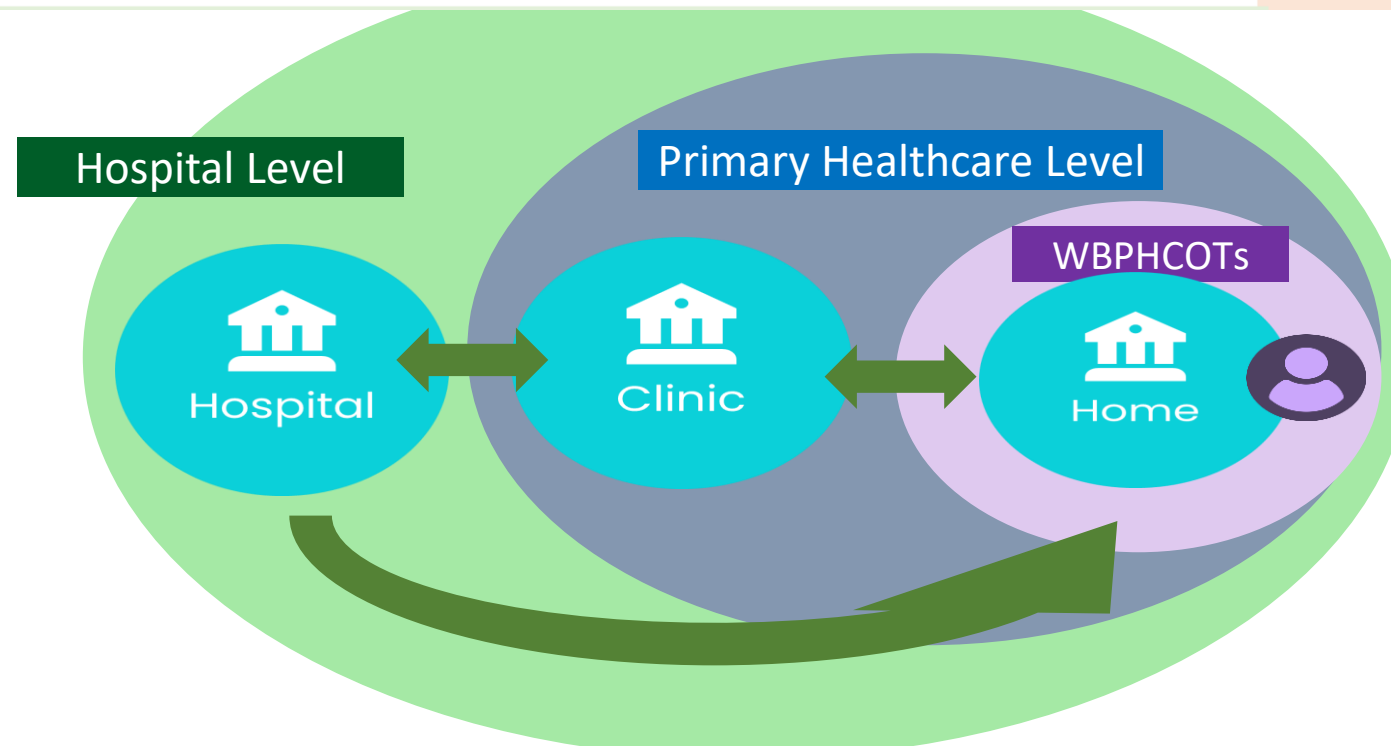 Hospital Level
Primary Healthcare Level
WBPHCOTs
Hospital
Clinic
Home